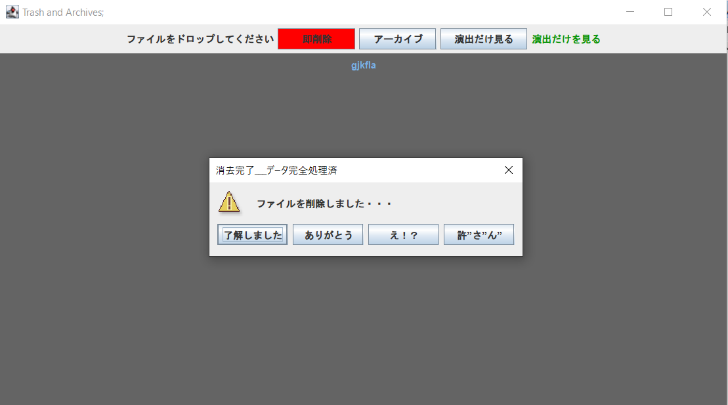 Trash and Archives;
ファイルをドロップしてください 即削除 アーカイブ 演出だけ見る 演出だけを見る
gjkfla
消去完了__データ完全処理済
ファイルを削除しました・・・
了解しました ありがとう え！？ 許”さ”ん”